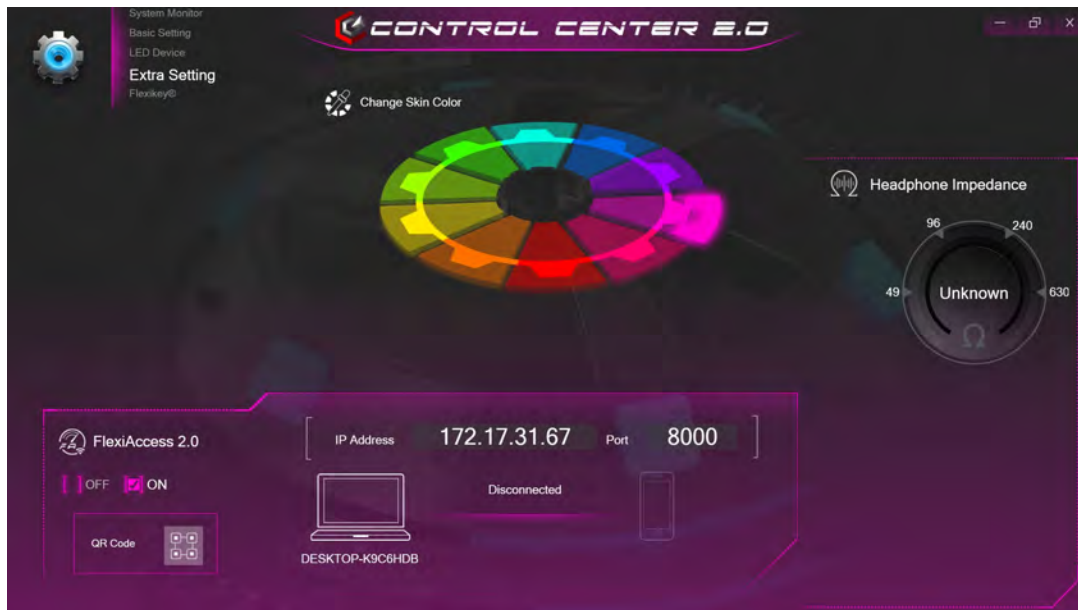 System Monitor
Basic Setting
LED Device
Extra Setting
Flexikey®
CONTROL CENTER 2.0
Change Skin Color
Headphone Impedance
96
240
49
Unknown
630
Ω
FlexiAccess 2.0
OFF
ON
QR Code
IP Address 172.17.31.67 Port 8000
Disconnected
DESKTOP-K9C6HDB